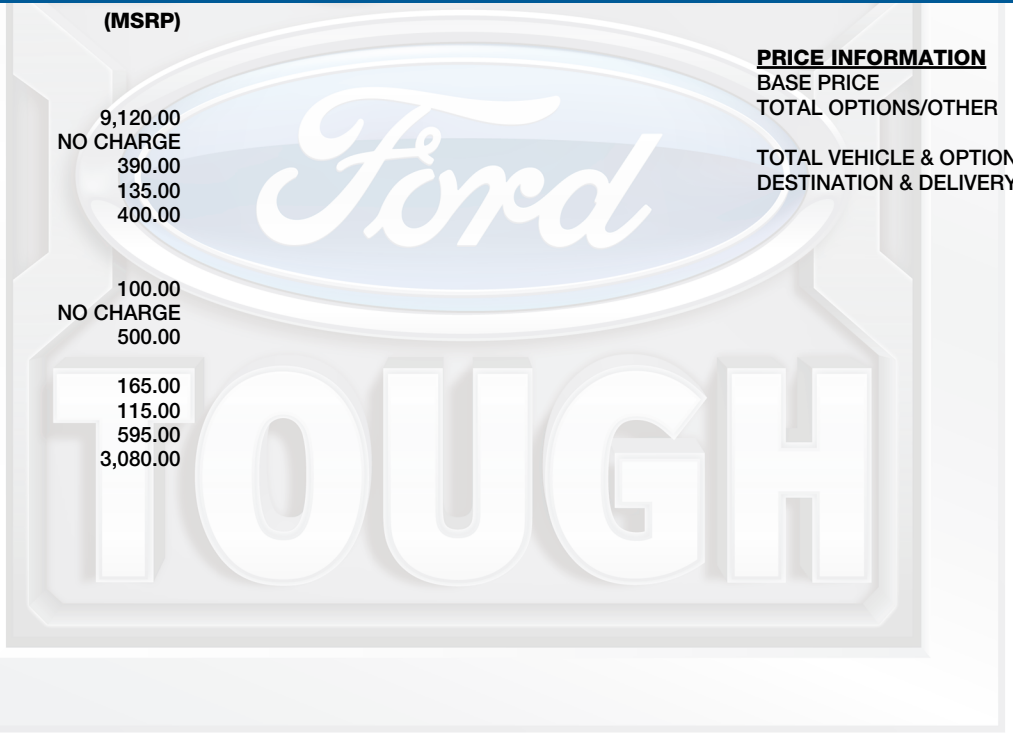 (MSRP)
9,120.00
NO CHARGE
390.00
135.00
400.00
100.00
NO CHARGE
500.00
165.00
115.00
595.00
3,080.00
PRICE INFORMATION
BASE PRICE
TOTAL OPTIONS/OTHER
TOTAL VEHICLE & OPTION
DESTINATION & DELIVERY
Ford
TOUGH